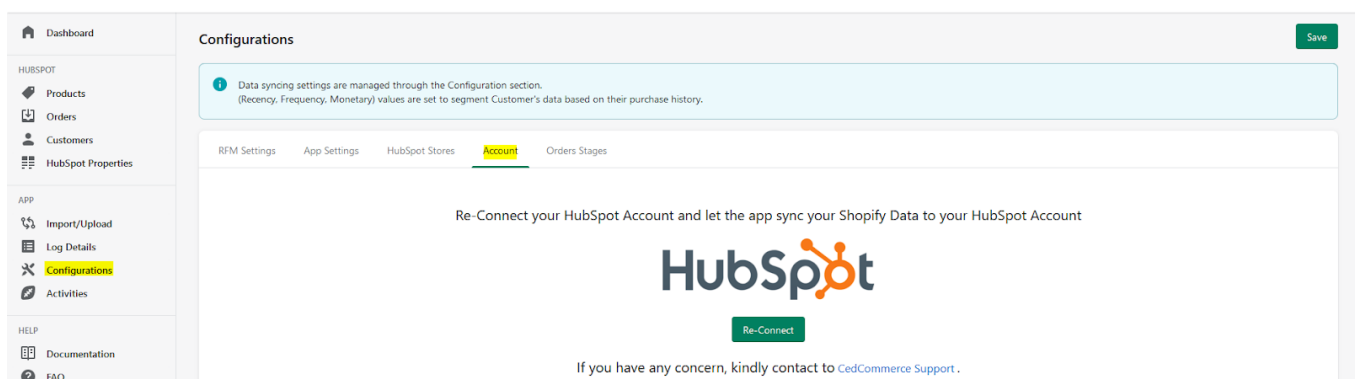 Dashboard
HUBSPOT
Products
Orders
Customers
HubSpot Properties
APP
Import/Upload
Log Details
Configurations
Activities
HELP
Documentation
FAQ
Configurations
Save
Data syncing settings are managed through the Configuration section.
(Recency, Frequency, Monetary) values are set to segment Customer's data based on their purchase history.
RFM Settings App Settings HubSpot Stores Account Orders Stages
Re-Connect your HubSpot Account and let the app sync your Shopify Data to your HubSpot Account
HubSpot
Re-Connect
If you have any concern, kindly contact to CedCommerce Support .